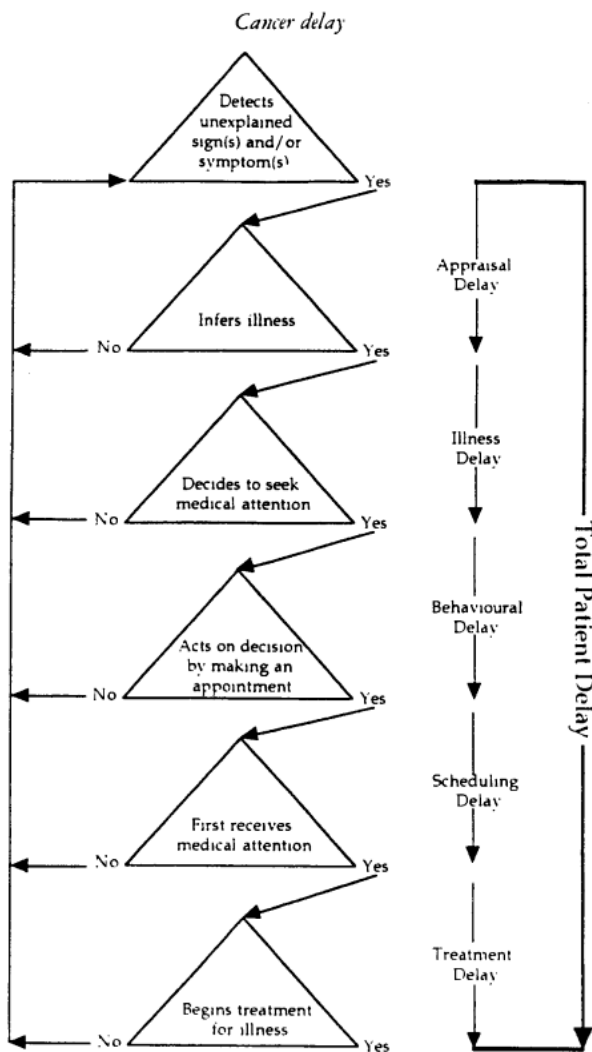 Cancer delay
Detects
unexplained
sign(s) and/or
symptom(s)
Yes
Appraisal
Delay
Infers illness
No
Yes
Illness
Delay
Decides to seek
medical attention
No
Yes
Behavioural
Delay
Acts on decision
by making an
appointment
No
Yes
Scheduling
Delay
First receives
medical attention
No
Yes
Treatment
Delay
Begins treatment
for illness
No
Yes
Total Patient Delay